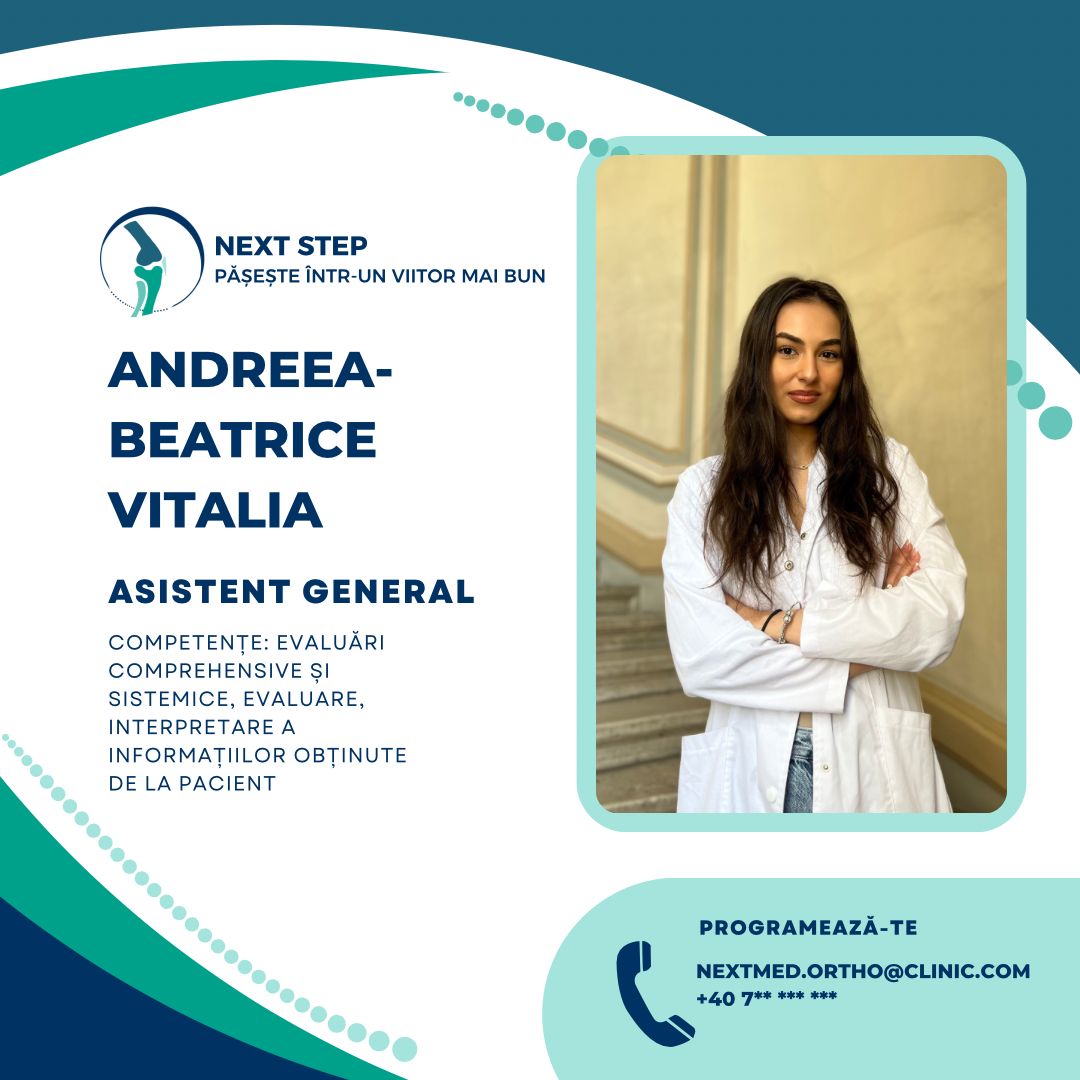 NEXT STEP
PĂȘEȘTE ÎNTR-UN VIITOR MAI BUN
ANDREEA-
BEATRICE
VITALIA
ASISTENT GENERAL
COMPETENȚE: EVALUĂRI
COMPREHENSIVE ȘI
SISTEMICE, EVALUARE,
INTERPRETARE A
INFORMAȚIILOR OBȚINUTE
DE LA PACIENT
PROGRAMEAZĂ-TE
NEXTMED.ORTHO@CLINIC.COM
+40 7** *** ***